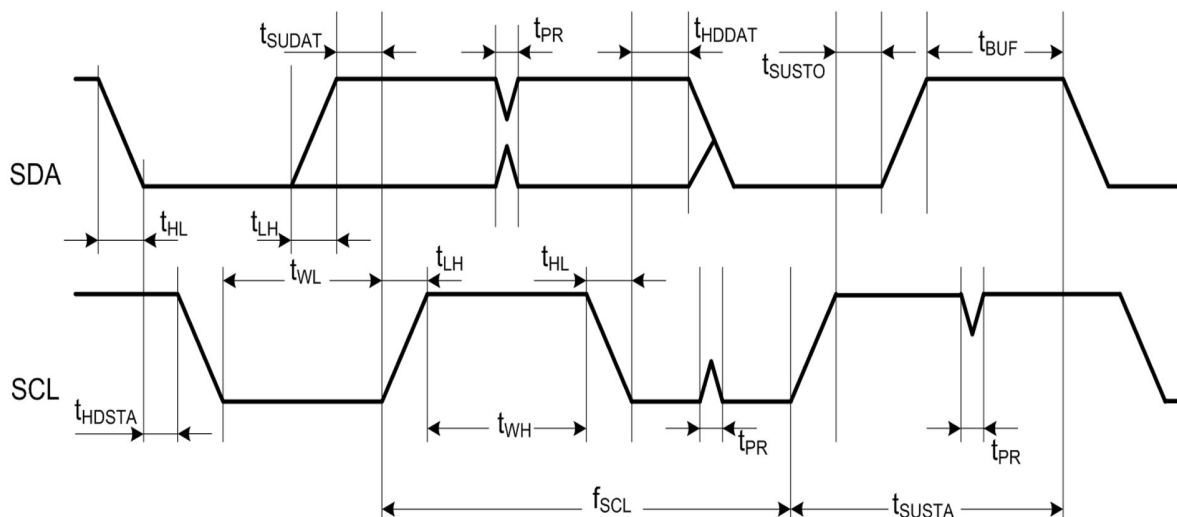 tSUDAT
tPR
tHDDAT
tSUSTO
tBUF
SDA
tHL
tLH
tWL
tLH
tHL
SCL
tHDSTA
tWH
tPR
tPR
fSCL
tSUSTA